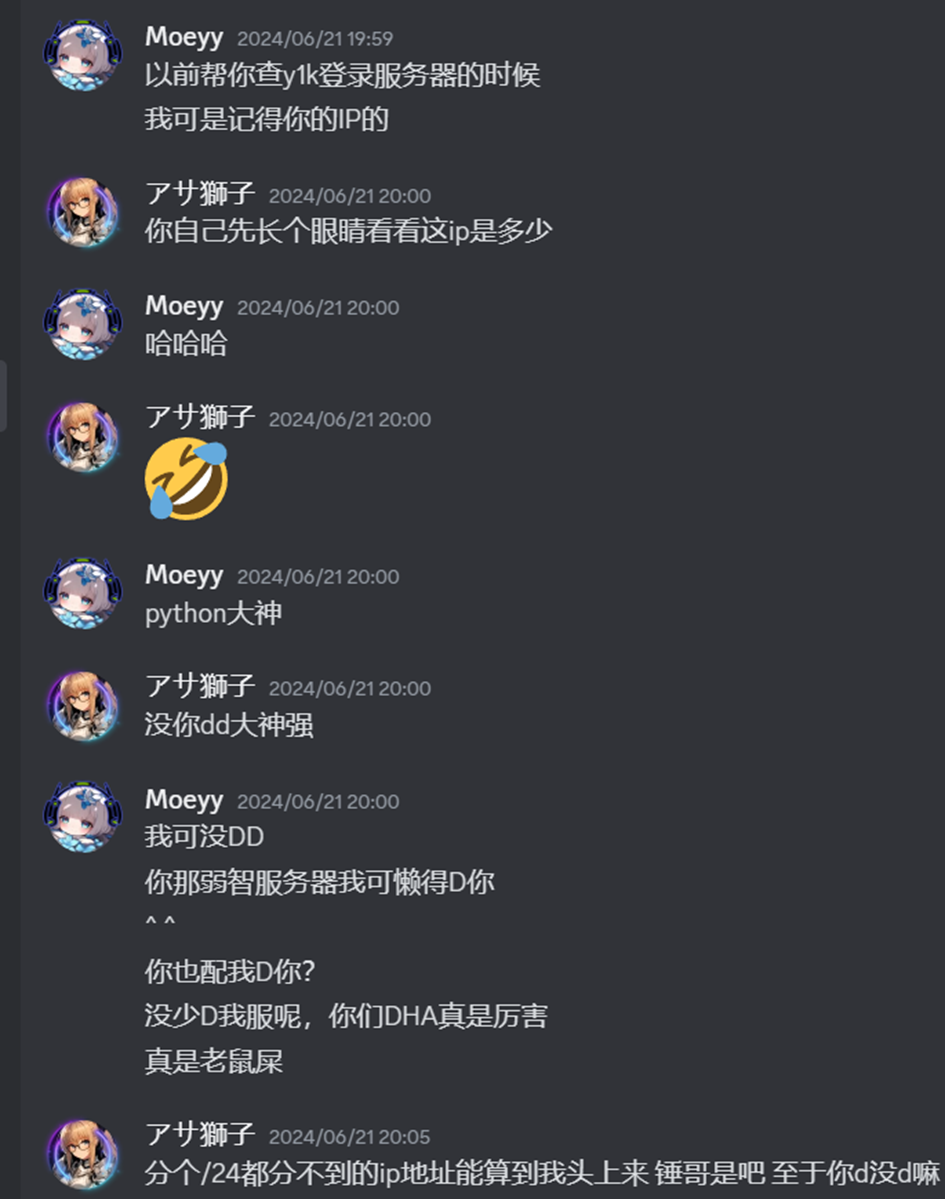 Moeyy 2024/06/21 19:59
以前帮你查y1k登录服务器的时候
我可是记得你的IP的
アサ獅子 2024/06/21 20:00
你自己先长个眼睛看看这ip是多少
Moeyy 2024/06/21 20:00
哈哈哈
アサ獅子 2024/06/21 20:00
Moeyy 2024/06/21 20:00
python大神
アサ獅子 2024/06/21 20:00
没你dd大神强
Moeyy 2024/06/21 20:00
我可没DD
你那弱智服务器我可懒得D你
^ ^
你也配我D你?
没少D我服呢，你们DHA真是厉害
真是老鼠屎
アサ獅子 2024/06/21 20:05
分个/24都分不到的ip地址能算到我头上来 锤哥是吧 至于你d没d嘛